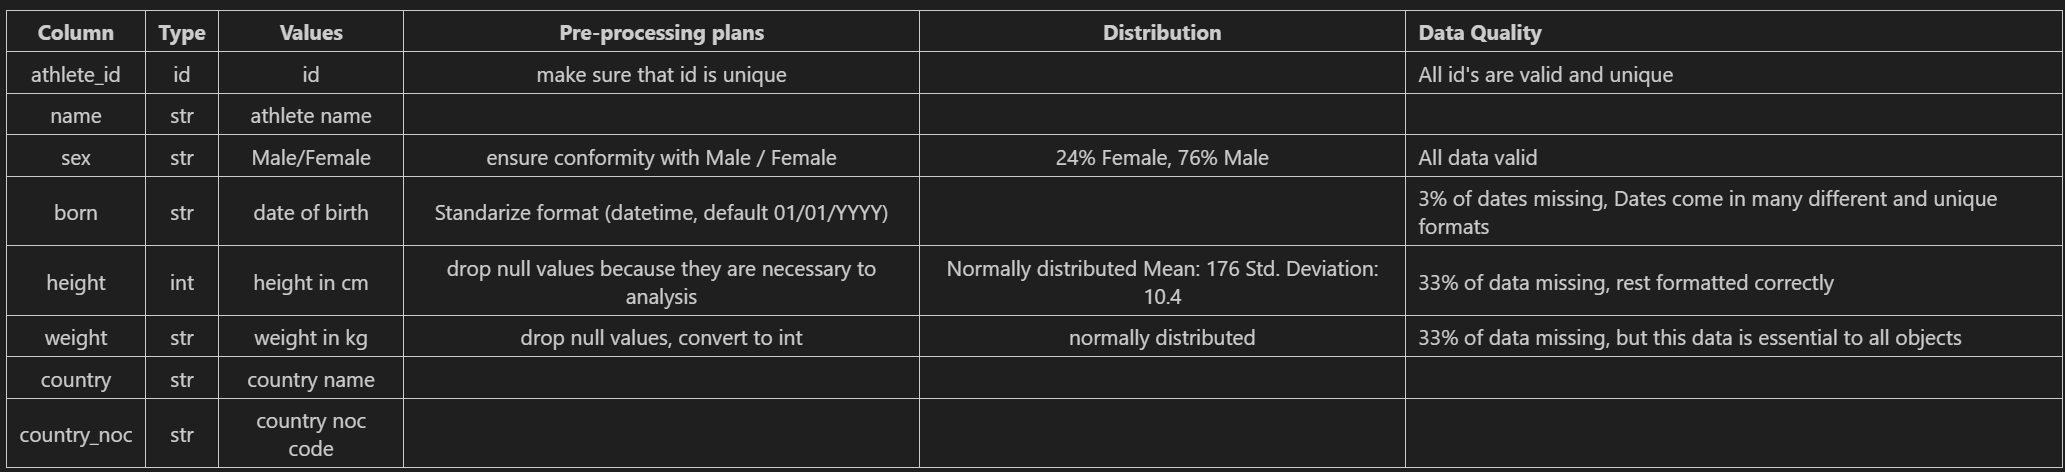 Column Type Values Pre-processing plans Distribution Data Quality
athlete_id id id make sure that id is unique All id's are valid and unique
name str athlete name
sex str Male/Female ensure conformity with Male / Female 24% Female, 76% Male All data valid
born str date of birth Standarize format (datetime, default 01/01/YYYY) 3% of dates missing, Dates come in many different and unique
formats
height int height in cm drop null values because they are necessary to
analysis Normally distributed Mean: 176 Std. Deviation:
10.4 33% of data missing, rest formatted correctly
weight str weight in kg drop null values, convert to int normally distributed 33% of data missing, but this data is essential to all objects
country str country name
country_noc str country noc
code